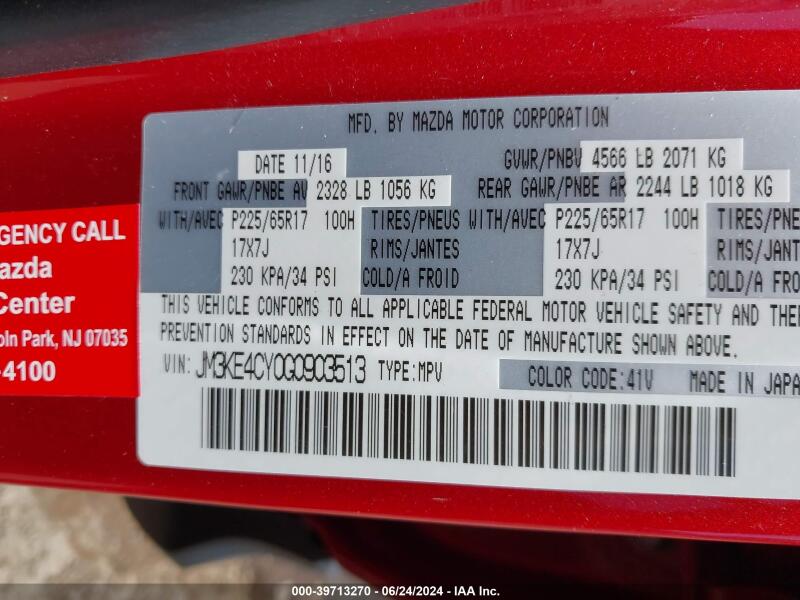 MFD. BY MAZDA MOTOR CORPORATION
DATE 11/16 GVWR/PNBV 4566 LB 2071 KG
FRONT GAWR/PNBE AV 2328 LB 1056 KG REAR GAWR/PNBE AR 2244 LB 1018 KG
WITH/AVEC P225/65R17 100H TIRES/PNEUS WITH/AVEC P225/65R17 100H TIRES/PNEU
17X7J RIMS/JANTES 17X7J RIMS/JANTES
230 KPA/34 PSI COLD/A FROID 230 KPA/34 PSI COLD/A FROI
THIS VEHICLE CONFORMS TO ALL APPLICABLE FEDERAL MOTOR VEHICLE SAFETY AND THE
PREVENTION STANDARDS IN EFFECT ON THE DATE OF MANUFACTURE SHOWN ABOVE.
VIN: JM3KE4CY0G0903513 TYPE:MPV COLOR CODE:41V MADE IN JAPA
GENCY CALL
azda
Center
oln Park, NJ 07035
-4100
000-39713270 - 06/24/2024 - IAA Inc.